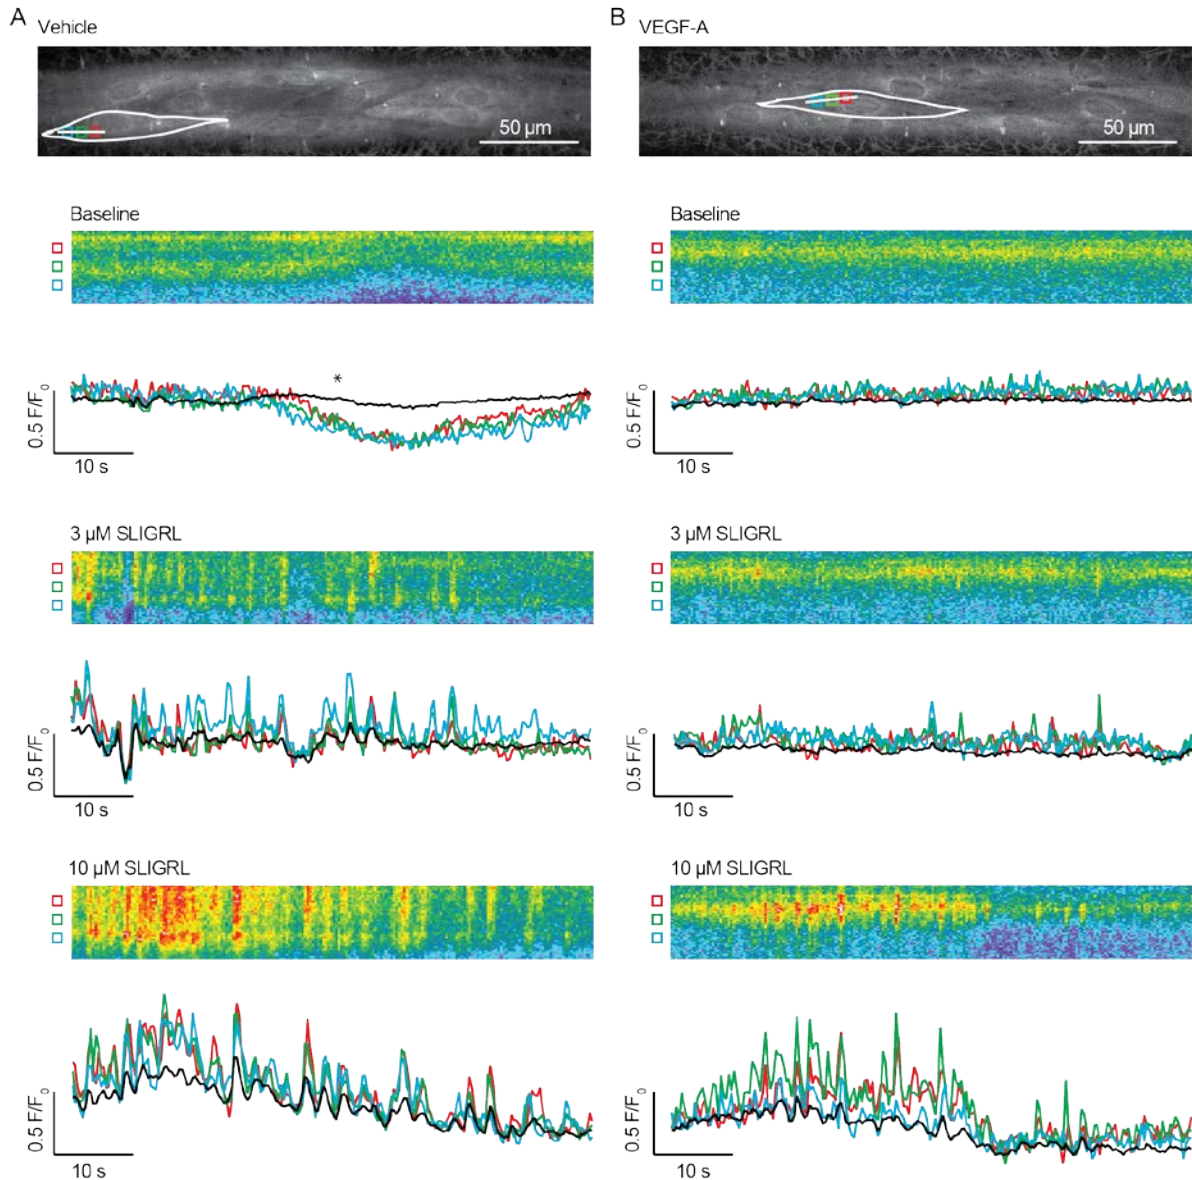 A
Vehicle
50 µm
Baseline
*
0.5 F/F0
10 s
3 µM SLIGRL
0.5 F/F0
10 s
10 µM SLIGRL
0.5 F/F0
10 s
B
VEGF-A
50 µm
Baseline
0.5 F/F0
10 s
3 µM SLIGRL
0.5 F/F0
10 s
10 µM SLIGRL
0.5 F/F0
10 s